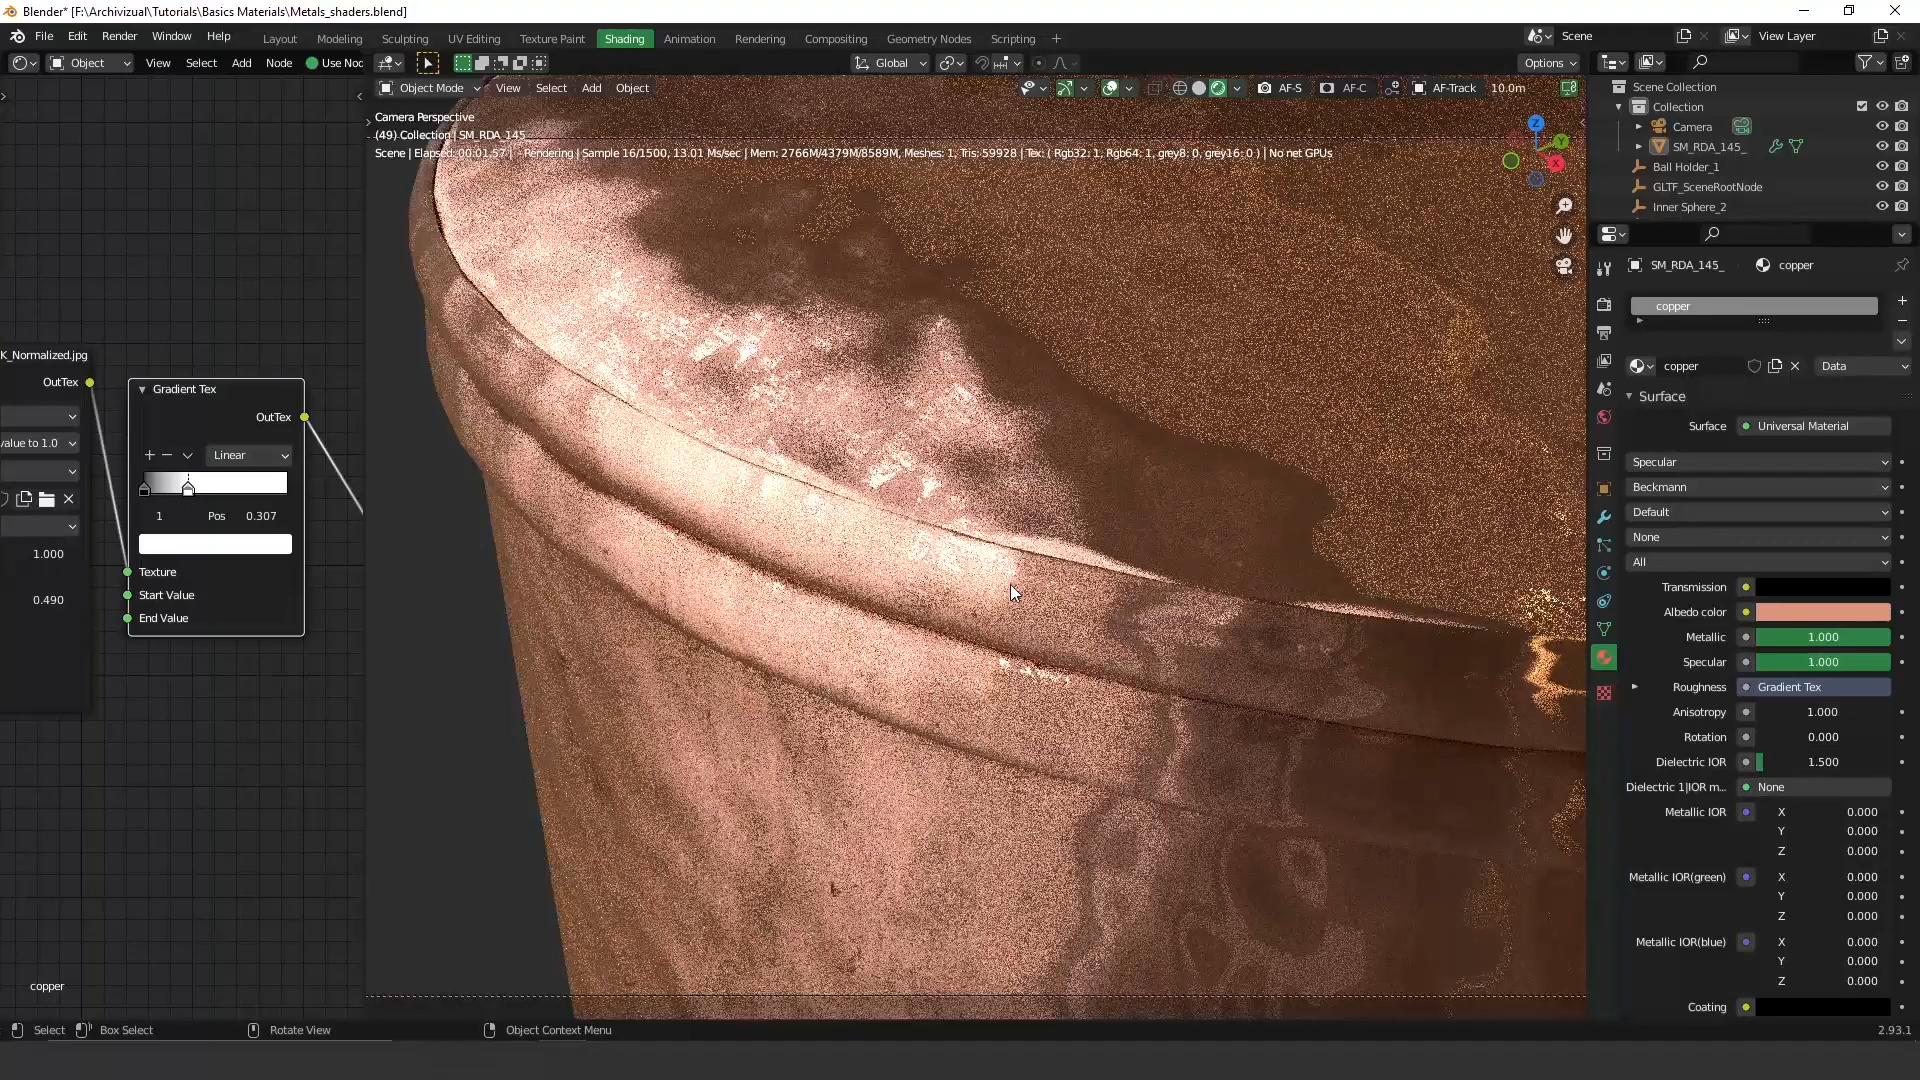 Blender* [F:\Archivizual\Tutorials\Basics Materials\Metals_shaders.blend]
File Edit Render Window Help
Layout Modeling Sculpting UV Editing Texture Paint Shading Animation Rendering Compositing Geometry Nodes Scripting
Scene View Layer
Object View Select Add Node Use Nod
Global Options
Object Mode View Select Add Object
AF-S AF-C AF-Track 10.0m
Camera Perspective
(49) Collection | SM_RDA_145_
Scene | Elapsed: 00:01.57 | - Rendering | Sample 16/1500, 13.01 Ms/sec | Mem: 2766M/4379M/8589M, Meshes: 1, Tris: 59928 | Tex: ( Rgb32: 1, Rgb64: 1, grey8: 0, grey16: 0 ) | No net GPUs
Z
Y
X
Scene Collection
Collection
Camera
SM_RDA_145_
Ball Holder_1
GLTF_SceneRootNode
Inner Sphere_2
SM_RDA_145_ copper
copper
copper Data
Surface
Surface Universal Material
Specular
Beckmann
Default
None
All
Transmission
Albedo color
Metallic 1.000
Specular 1.000
Roughness Gradient Tex
Anisotropy 1.000
Rotation 0.000
Dielectric IOR 1.500
Dielectric 1|IOR m... None
Metallic IOR X 0.000
Y 0.000
Z 0.000
Metallic IOR(green) X 0.000
Y 0.000
Z 0.000
Metallic IOR(blue) X 0.000
Y 0.000
Z 0.000
Coating
K_Normalized.jpg
OutTex
value to 1.0
1.000
0.490
Gradient Tex
OutTex
Linear
1 Pos 0.307
Texture
Start Value
End Value
copper
Select Box Select Rotate View Object Context Menu
2.93.1